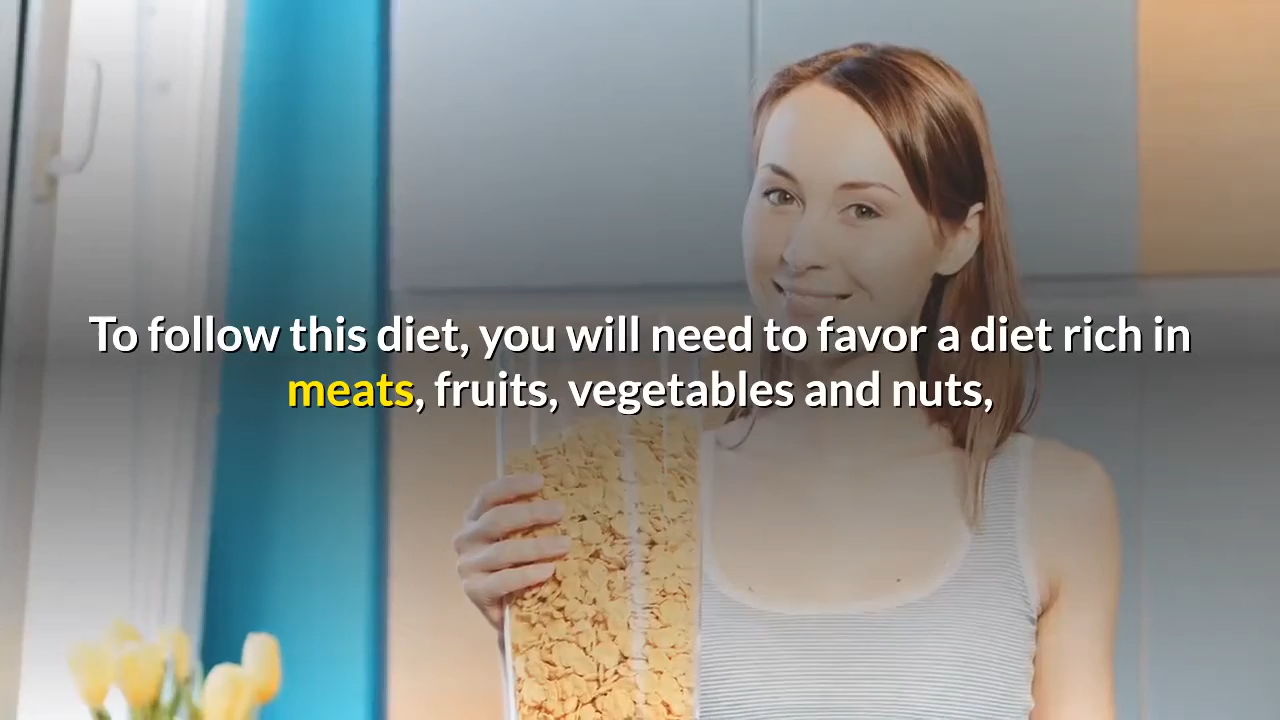 To follow this diet, you will need to favor a diet rich in
meats, fruits, vegetables and nuts,